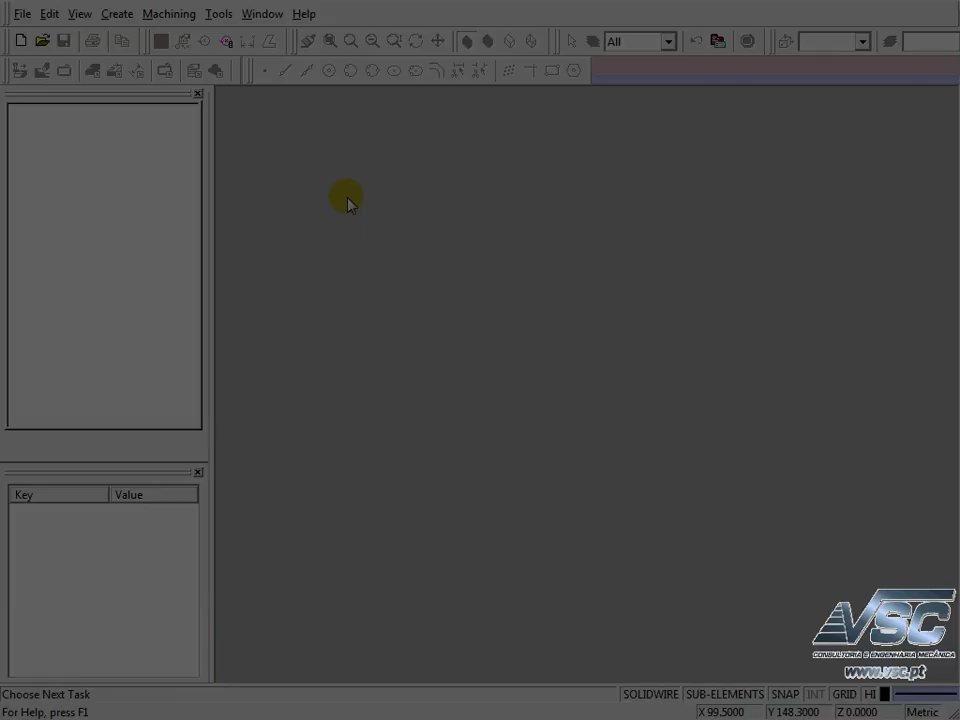 File Edit View Create Machining Tools Window Help
All
Key Value
VSC
CONSULTORIA E ENGENHARIA MECÂNICA
www.vsc.pt
Choose Next Task SOLIDWIRE SUB-ELEMENTS SNAP INT GRID HI
For Help, press F1 X 99.5000 Y 148.3000 Z 0.0000 Metric